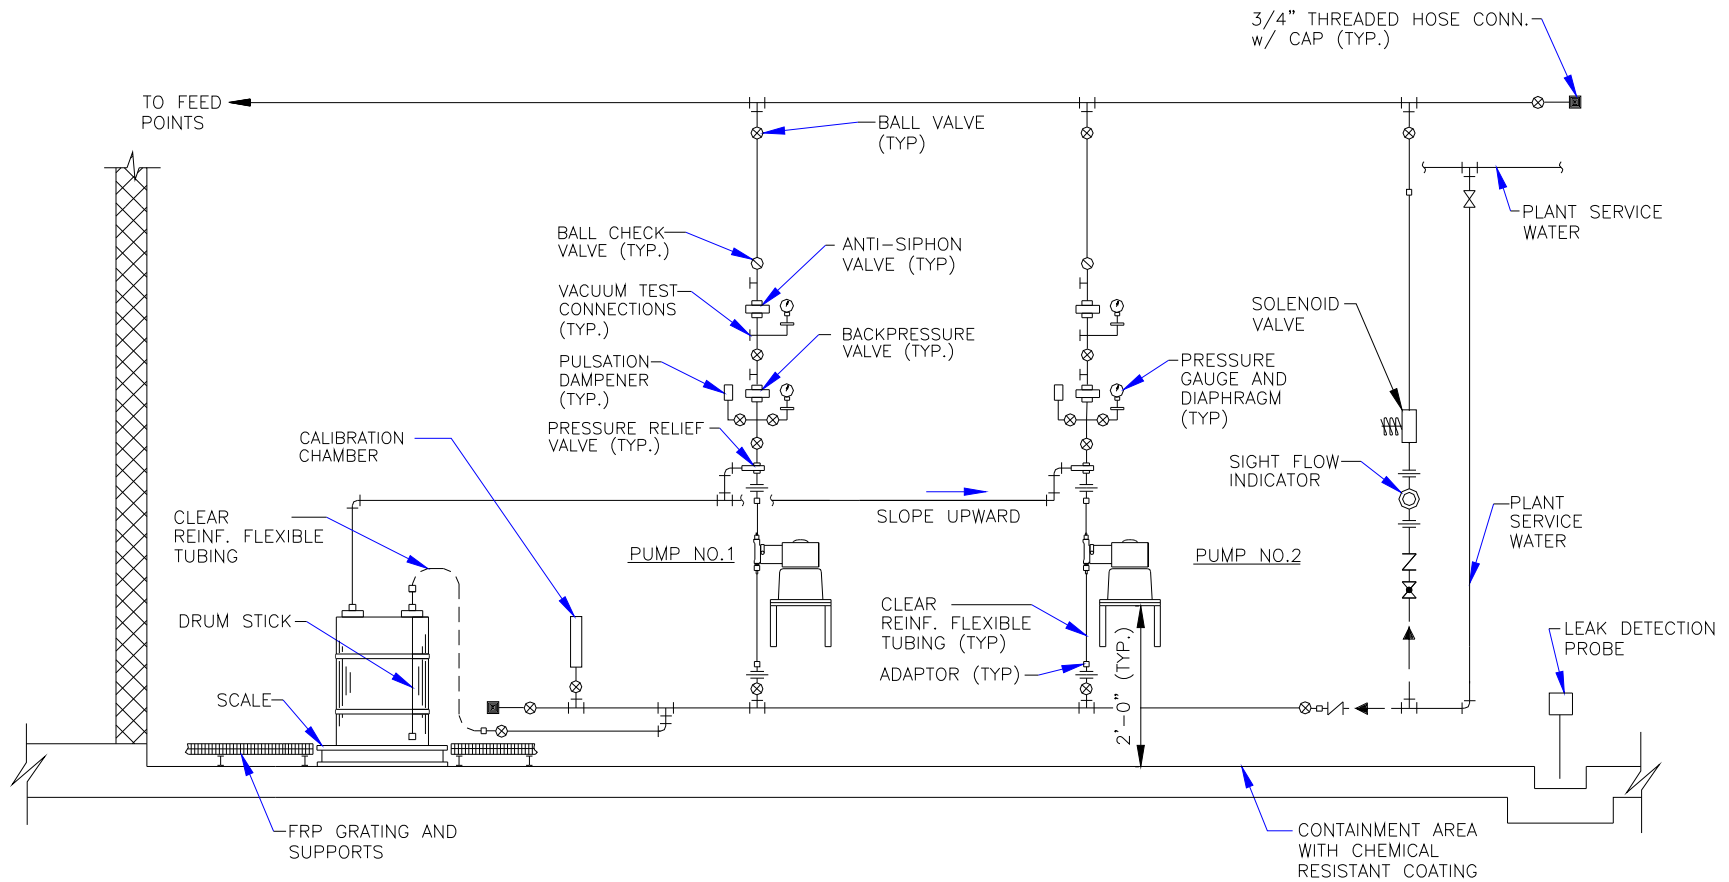 3/4" THREADED HOSE CONN.
w/ CAP (TYP.)
TO FEED
POINTS
BALL VALVE
(TYP)
PLANT SERVICE
WATER
BALL CHECK
VALVE (TYP.)
ANTI-SIPHON
VALVE (TYP)
VACUUM TEST
CONNECTIONS
(TYP.)
SOLENOID
VALVE
BACKPRESSURE
VALVE (TYP.)
PULSATION
DAMPENER
(TYP.)
PRESSURE
GAUGE AND
DIAPHRAGM
(TYP)
PRESSURE RELIEF
VALVE (TYP.)
CALIBRATION
CHAMBER
SIGHT FLOW
INDICATOR
CLEAR
REINF. FLEXIBLE
TUBING
SLOPE UPWARD
PLANT
SERVICE
WATER
PUMP NO.1
PUMP NO.2
DRUM STICK
CLEAR
REINF. FLEXIBLE
TUBING (TYP)
ADAPTOR (TYP)
2'-0" (TYP.)
LEAK DETECTION
PROBE
SCALE
FRP GRATING AND
SUPPORTS
CONTAINMENT AREA
WITH CHEMICAL
RESISTANT COATING